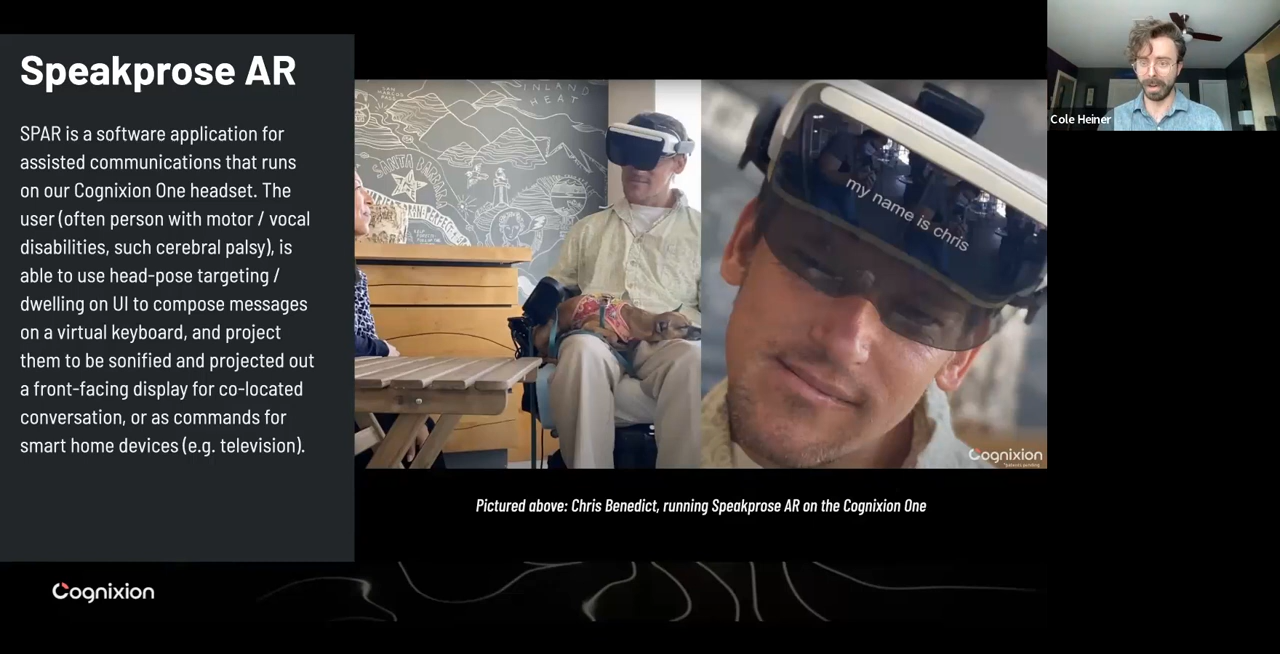 Speakprose AR
SPAR is a software application for
assisted communications that runs
on our Cognixion One headset. The
user (often person with motor / vocal
disabilities, such cerebral palsy), is
able to use head-pose targeting /
dwelling on UI to compose messages
on a virtual keyboard, and project
them to be sonified and projected out
a front-facing display for co-located
conversation, or as commands for
smart home devices (e.g. television).
INLAND
HEAT
SANTA BARBARA
my name is chris
Cognixion
Pictured above: Chris Benedict, running Speakprose AR on the Cognixion One
Cognixion
Cole Heiner